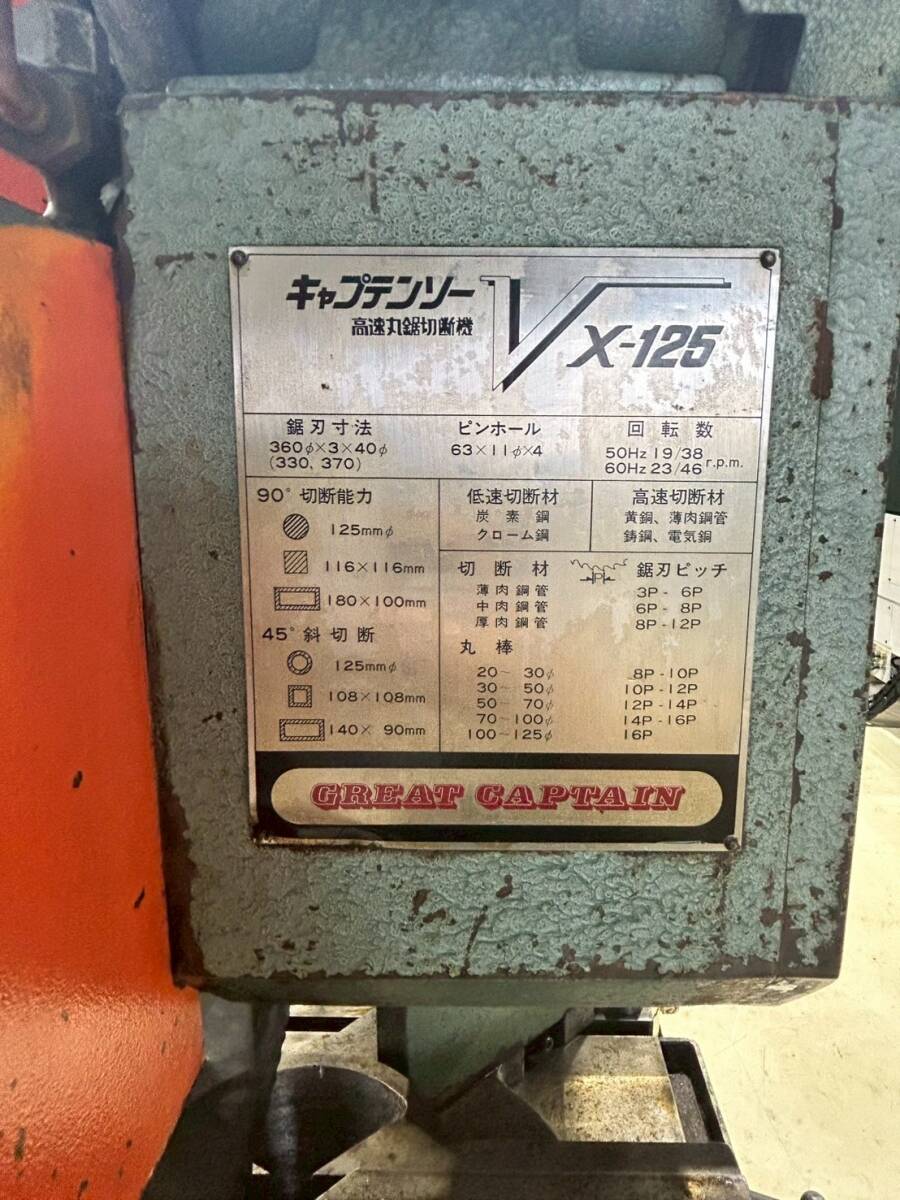 キャプテンソー
高速丸鋸切断機
V X-125
鋸刃寸法
360φ×3×40φ
(330, 370)
ピンホール
63×11φ×4
回転数
50Hz 19/38
60Hz 23/46 r.p.m.
90°切断能力
125mmφ
116×116mm
180×100mm
45°斜切断
125mmφ
108×108mm
140× 90mm
低速切断材
炭素鋼
クローム鋼
高速切断材
黄銅、薄肉鋼管
鋳鋼、電気銅
切断材 P 鋸刃ピッチ
薄肉鋼管 3P - 6P
中肉鋼管 6P - 8P
厚肉鋼管 8P -12P
丸棒
20~ 30φ 8P -10P
30~ 50φ 10P -12P
50~ 70φ 12P -14P
70~100φ 14P -16P
100~125φ 16P
GREAT CAPTAIN